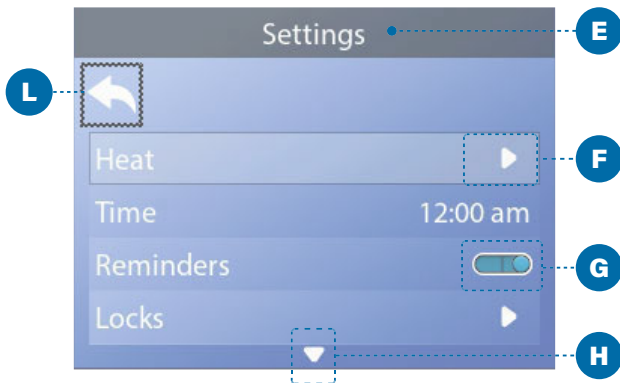 Settings
E
L
Heat
F
Time 12:00 am
Reminders
G
Locks
H